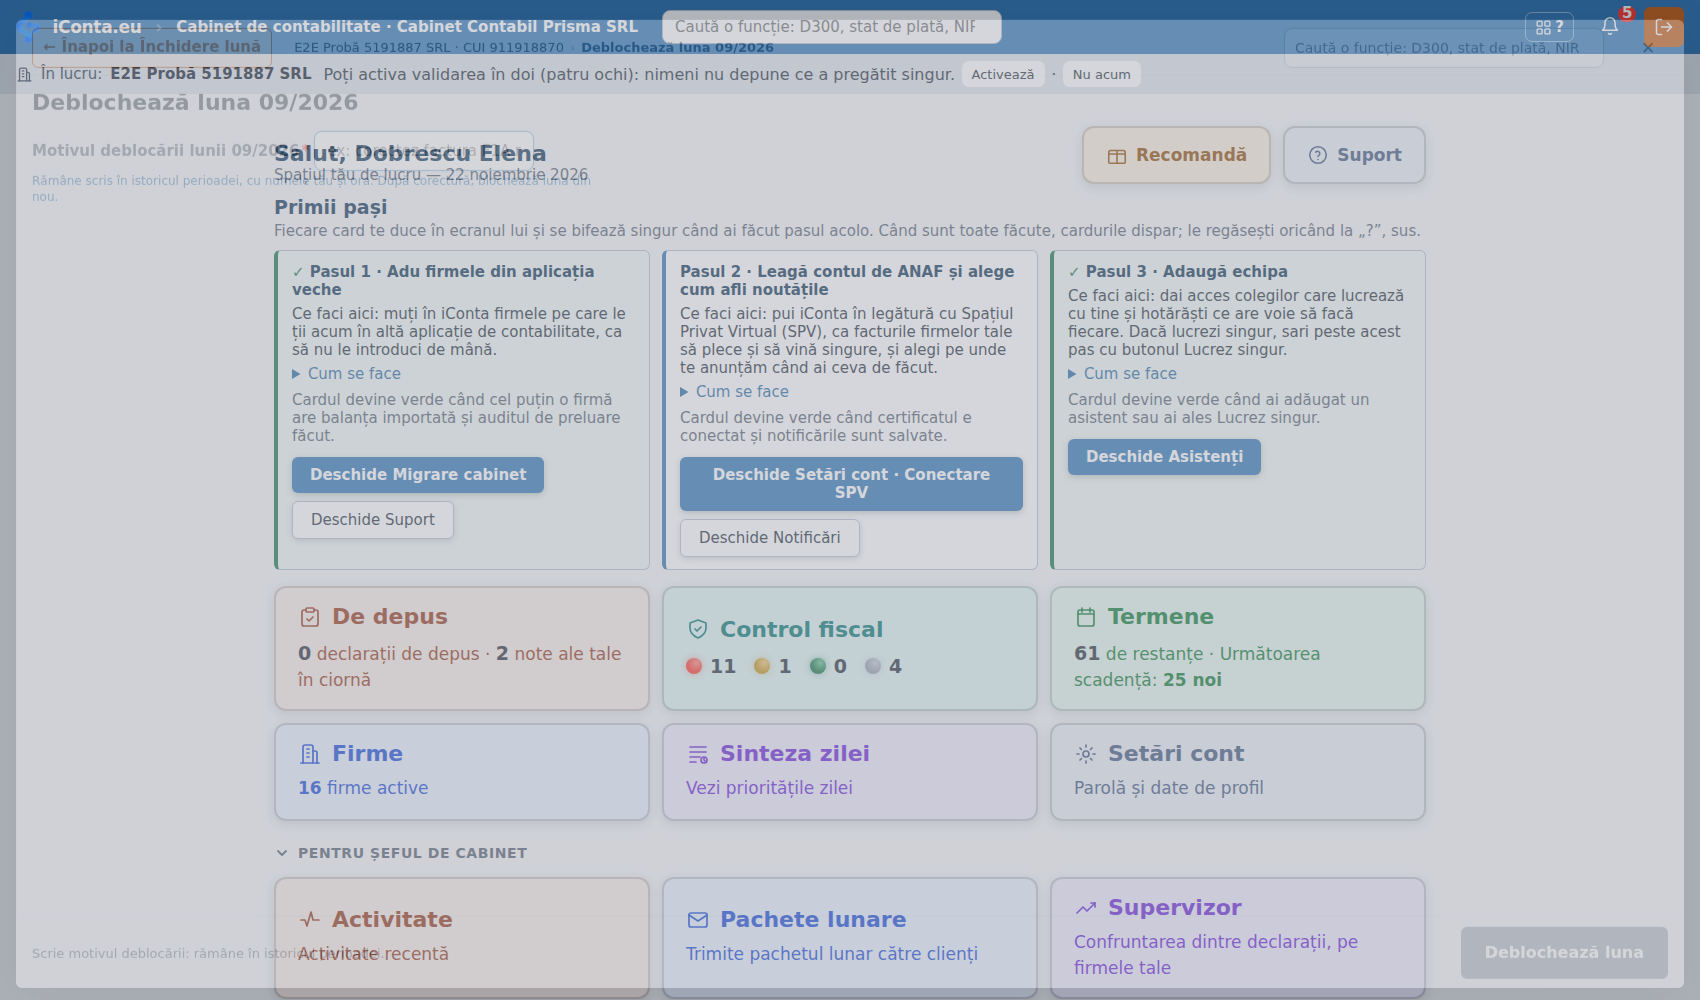 iConta.eu › Cabinet de contabilitate · Cabinet Contabil Prisma SRL
Caută o funcție: D300, stat de plată, NIF
?
5
← Înapoi la Închidere lună
E2E Probă 5191887 SRL · CUI 911918870 › Deblochează luna 09/2026
Caută o funcție: D300, stat de plată, NIR
×
În lucru: E2E Probă 5191887 SRL Poți activa validarea în doi (patru ochi): nimeni nu depune ce a pregătit singur. Activează · Nu acum
Deblochează luna 09/2026
Motivul deblocării lunii 09/2026*
Salut, Dobrescu Elena
Recomandă
Suport
Spațiul tău de lucru — 22 noiembrie 2026
Rămâne scris în istoricul perioadei, cu numele tău și ora. După corectură, blochează luna din
nou.
Primii pași
Fiecare card te duce în ecranul lui și se bifează singur când ai făcut pasul acolo. Când sunt toate făcute, cardurile dispar; le regăsești oricând la „?”, sus.
✓ Pasul 1 · Adu firmele din aplicația
veche
Ce faci aici: muți în iConta firmele pe care le
ții acum în altă aplicație de contabilitate, ca
să nu le introduci de mână.
Cum se face
Cardul devine verde când cel puțin o firmă
are balanța importată și auditul de preluare
făcut.
Deschide Migrare cabinet
Deschide Suport
Pasul 2 · Leagă contul de ANAF și alege
cum afli noutățile
Ce faci aici: pui iConta în legătură cu Spațiul
Privat Virtual (SPV), ca facturile firmelor tale
să plece și să vină singure, și alegi pe unde
te anunțăm când ai ceva de făcut.
Cum se face
Cardul devine verde când certificatul e
conectat și notificările sunt salvate.
Deschide Setări cont · Conectare
SPV
Deschide Notificări
✓ Pasul 3 · Adaugă echipa
Ce faci aici: dai acces colegilor care lucrează
cu tine și hotărăști ce are voie să facă
fiecare. Dacă lucrezi singur, sari peste acest
pas cu butonul Lucrez singur.
Cum se face
Cardul devine verde când ai adăugat un
asistent sau ai ales Lucrez singur.
Deschide Asistenți
De depus
0 declarații de depus · 2 note ale tale
în ciornă
Control fiscal
11 1 0 4
Termene
61 de restanțe · Următoarea
scadență: 25 noi
Firme
16 firme active
Sinteza zilei
Vezi prioritățile zilei
Setări cont
Parolă și date de profil
PENTRU ȘEFUL DE CABINET
Activitate
Activitate recentă
Pachete lunare
Trimite pachetul lunar către clienți
Supervizor
Confruntarea dintre declarații, pe
firmele tale
Scrie motivul deblocării: rămâne în
Deblochează luna